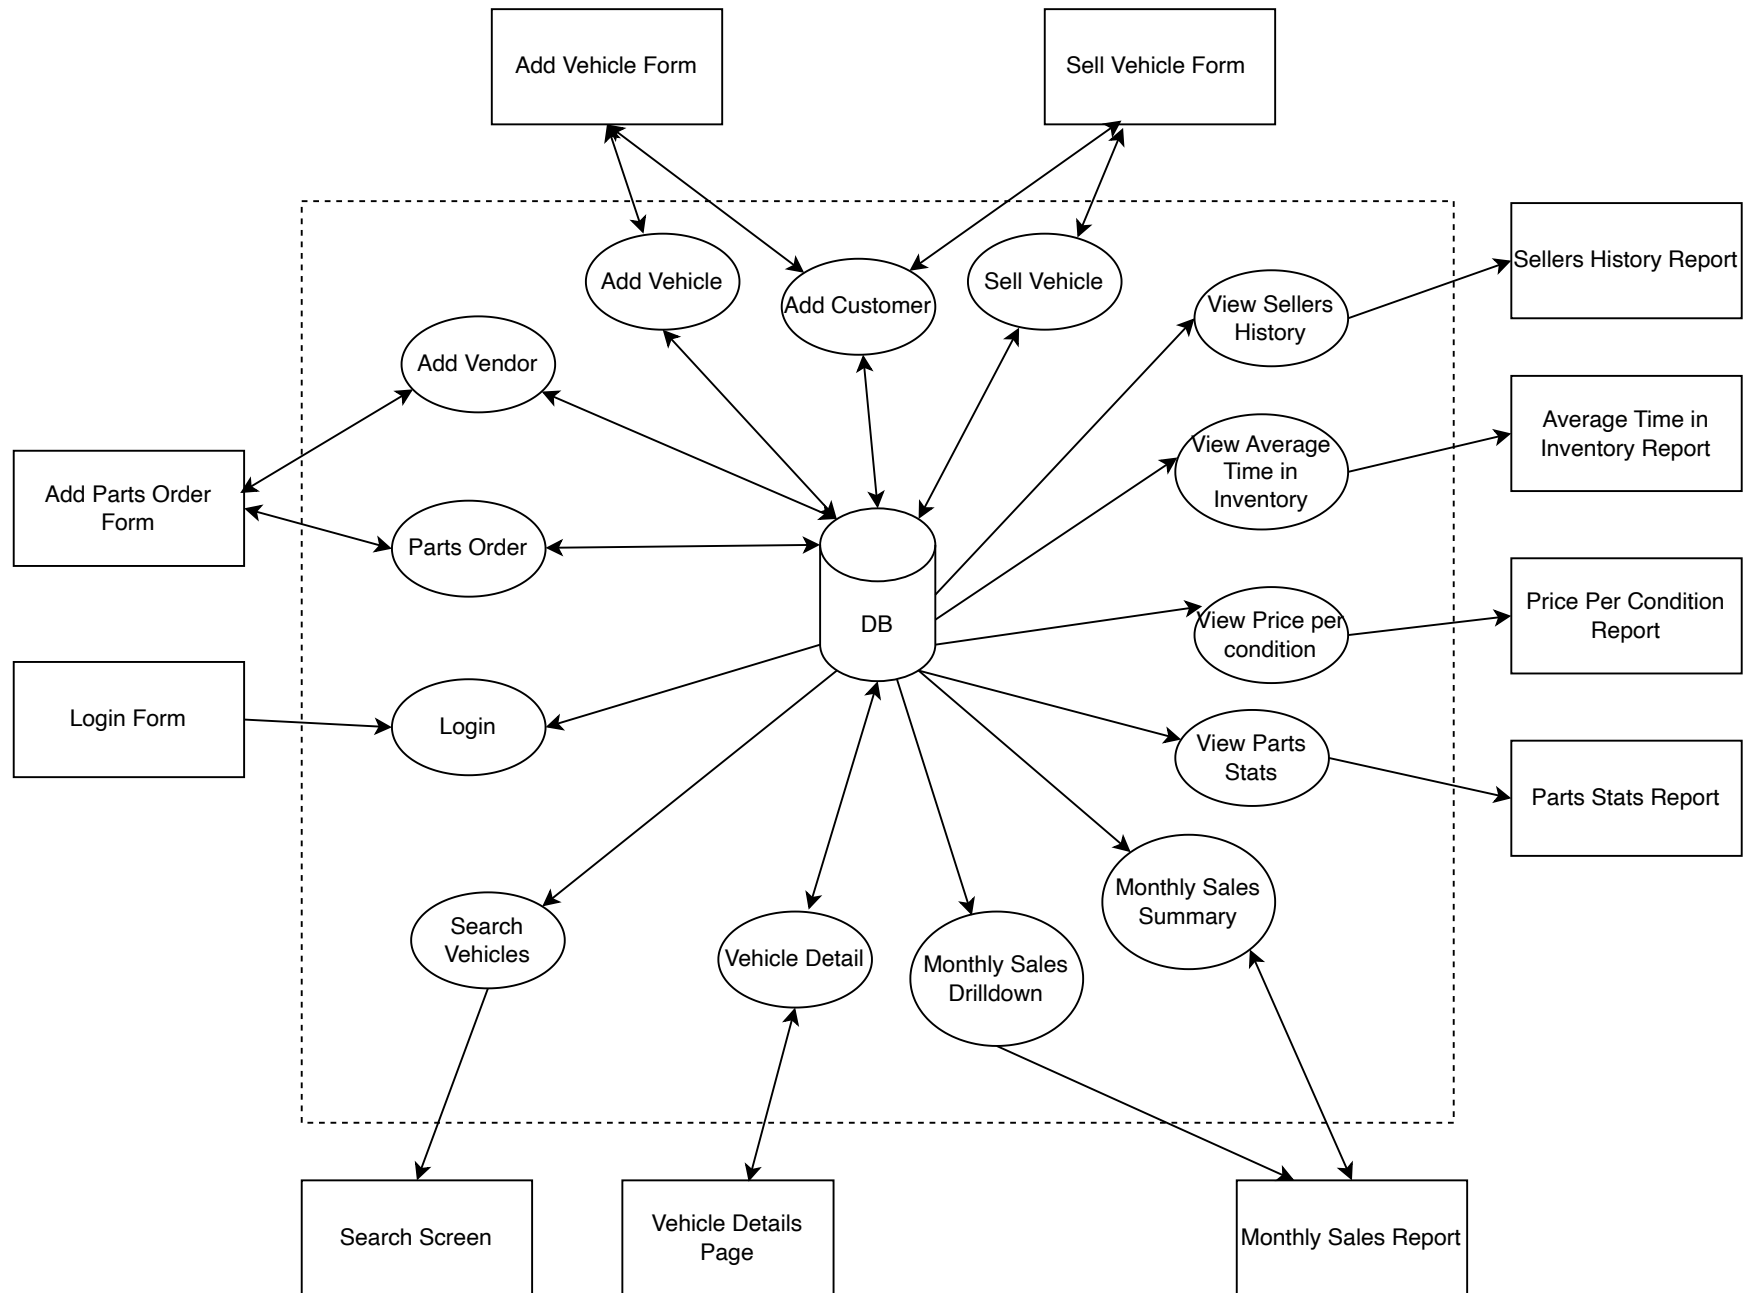 Add Vehicle Form
Sell Vehicle Form
Add Vehicle
Add Customer
Sell Vehicle
View Sellers
History
Sellers History Report
Add Vendor
View Average
Time in
Inventory
Average Time in
Inventory Report
Add Parts Order
Form
Parts Order
DB
View Price per
condition
Price Per Condition
Report
Login Form
Login
View Parts
Stats
Parts Stats Report
Search
Vehicles
Vehicle Detail
Monthly Sales
Drilldown
Monthly Sales
Summary
Search Screen
Vehicle Details
Page
Monthly Sales Report